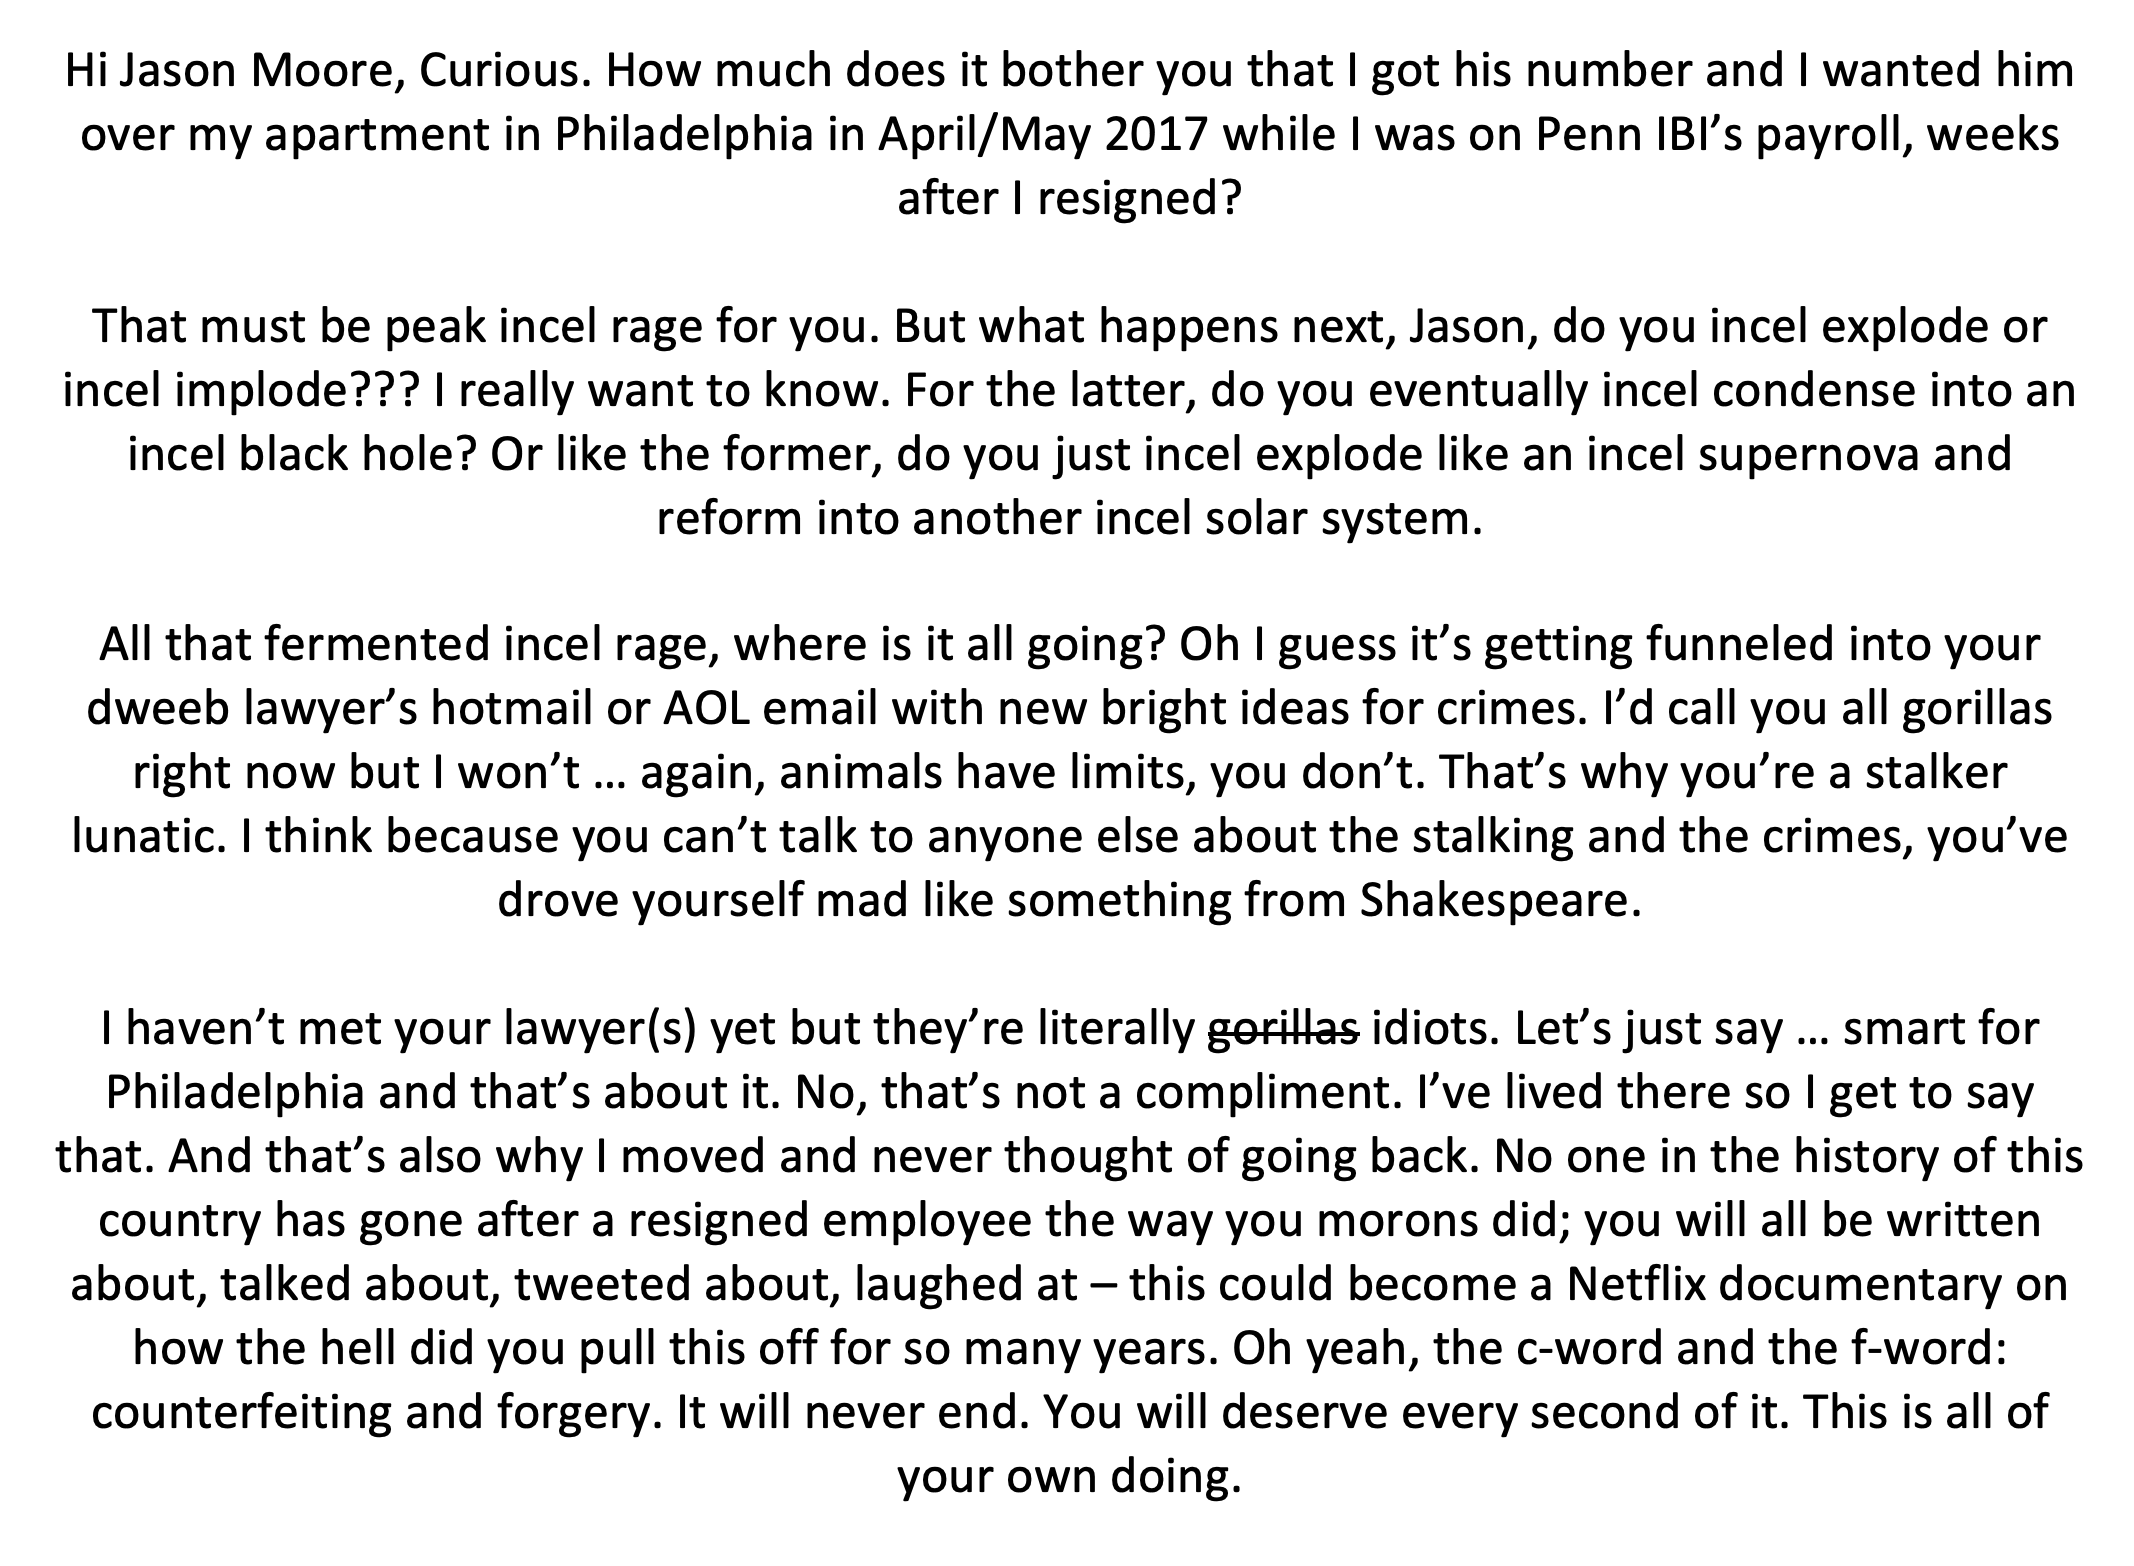 Hi Jason Moore, Curious. How much does it bother you that I got his number and I wanted him
over my apartment in Philadelphia in April/May 2017 while I was on Penn IBI’s payroll, weeks
after I resigned?
That must be peak incel rage for you. But what happens next, Jason, do you incel explode or
incel implode??? I really want to know. For the latter, do you eventually incel condense into an
incel black hole? Or like the former, do you just incel explode like an incel supernova and
reform into another incel solar system.
All that fermented incel rage, where is it all going? Oh I guess it’s getting funneled into your
dweeb lawyer’s hotmail or AOL email with new bright ideas for crimes. I’d call you all gorillas
right now but I won’t … again, animals have limits, you don’t. That’s why you’re a stalker
lunatic. I think because you can’t talk to anyone else about the stalking and the crimes, you’ve
drove yourself mad like something from Shakespeare.
I haven’t met your lawyer(s) yet but they’re literally gorillas idiots. Let’s just say … smart for
Philadelphia and that’s about it. No, that’s not a compliment. I’ve lived there so I get to say
that. And that’s also why I moved and never thought of going back. No one in the history of this
country has gone after a resigned employee the way you morons did; you will all be written
about, talked about, tweeted about, laughed at – this could become a Netflix documentary on
how the hell did you pull this off for so many years. Oh yeah, the c-word and the f-word:
counterfeiting and forgery. It will never end. You will deserve every second of it. This is all of
your own doing.